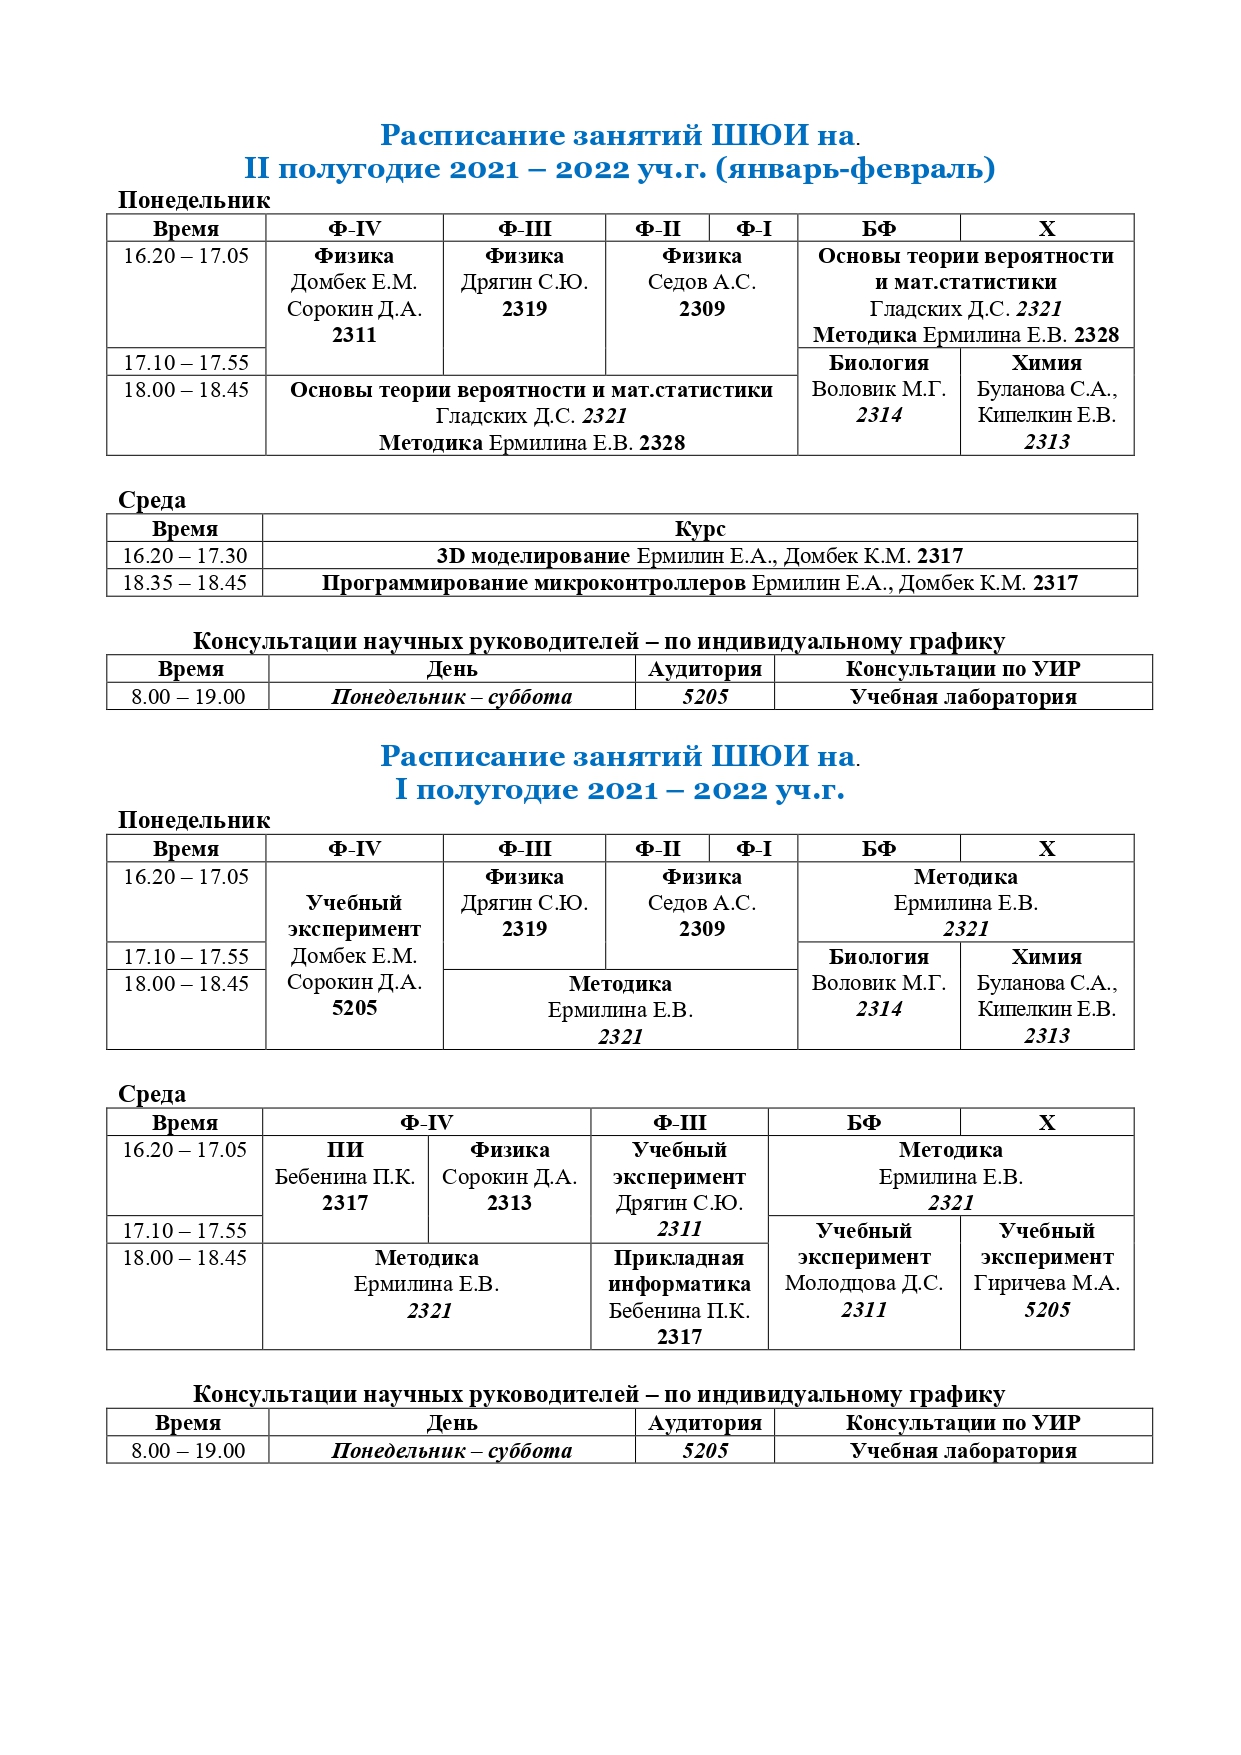 Расписание занятий ШЮИ на.
II полугодие 2021 – 2022 уч.г. (январь-февраль)
Понедельник
Время Ф-IV Ф-III Ф-II Ф-I БФ Х
16.20 – 17.05 Физика Физика Физика Основы теории вероятности
Домбек Е.М. Дрягин С.Ю. Седов А.С. и мат.статистики
Сорокин Д.А. 2319 2309 Гладских Д.С. 2321
2311 Методика Ермилина Е.В. 2328
17.10 – 17.55 Биология Химия
18.00 – 18.45 Основы теории вероятности и мат.статистики Воловик М.Г. Буланова С.А.,
Гладских Д.С. 2321 2314 Кипелкин Е.В.
Методика Ермилина Е.В. 2328 2313
Среда
Время Курс
16.20 – 17.30 3D моделирование Ермилин Е.А., Домбек К.М. 2317
18.35 – 18.45 Программирование микроконтроллеров Ермилин Е.А., Домбек К.М. 2317
Консультации научных руководителей – по индивидуальному графику
Время День Аудитория Консультации по УИР
8.00 – 19.00 Понедельник – суббота 5205 Учебная лаборатория
Расписание занятий ШЮИ на.
I полугодие 2021 – 2022 уч.г.
Понедельник
Время Ф-IV Ф-III Ф-II Ф-I БФ Х
16.20 – 17.05 Физика Физика Методика
Учебный Дрягин С.Ю. Седов А.С. Ермилина Е.В.
эксперимент 2319 2309 2321
17.10 – 17.55 Домбек Е.М. Биология Химия
18.00 – 18.45 Сорокин Д.А. Методика Воловик М.Г. Буланова С.А.,
5205 Ермилина Е.В. 2314 Кипелкин Е.В.
2321 2313
Среда
Время Ф-IV Ф-III БФ Х
16.20 – 17.05 ПИ Физика Учебный Методика
Бебенина П.К. Сорокин Д.А. эксперимент Ермилина Е.В.
2317 2313 Дрягин С.Ю. 2321
17.10 – 17.55 2311 Учебный Учебный
18.00 – 18.45 Методика Прикладная эксперимент эксперимент
Ермилина Е.В. информатика Молодцова Д.С. Гиричева М.А.
2321 Бебенина П.К. 2311 5205
2317
Консультации научных руководителей – по индивидуальному графику
Время День Аудитория Консультации по УИР
8.00 – 19.00 Понедельник – суббота 5205 Учебная лаборатория